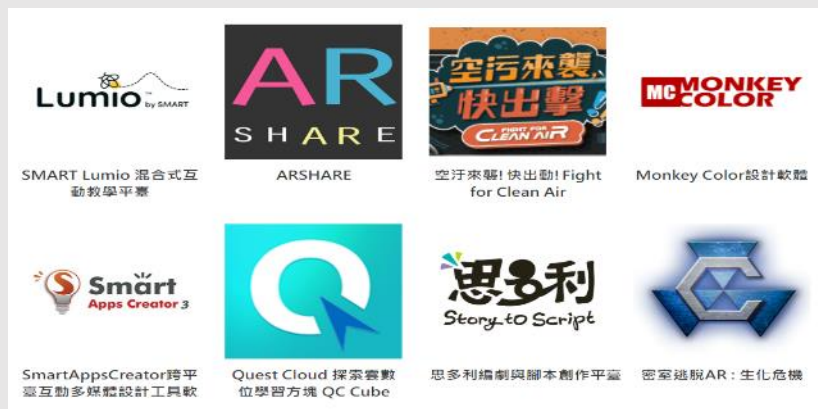 Lumio™
by SMART
AR
SHARE
空污來襲,
快出擊
FIGHT FOR
CLEAN AIR
MC MONKEY
COLOR
SMART Lumio 混合式互
動教學平臺
ARSHARE
空汙來襲! 快出動! Fight
for Clean Air
Monkey Color設計軟體
S Smart
Apps Creator 3
Q
思多利
Story to Script
C
SmartAppsCreator跨平
臺互動多媒體設計工具軟
Quest Cloud 探索雲數
位學習方塊 QC Cube
思多利編劇與腳本創作平臺
密室逃脫AR : 生化危機